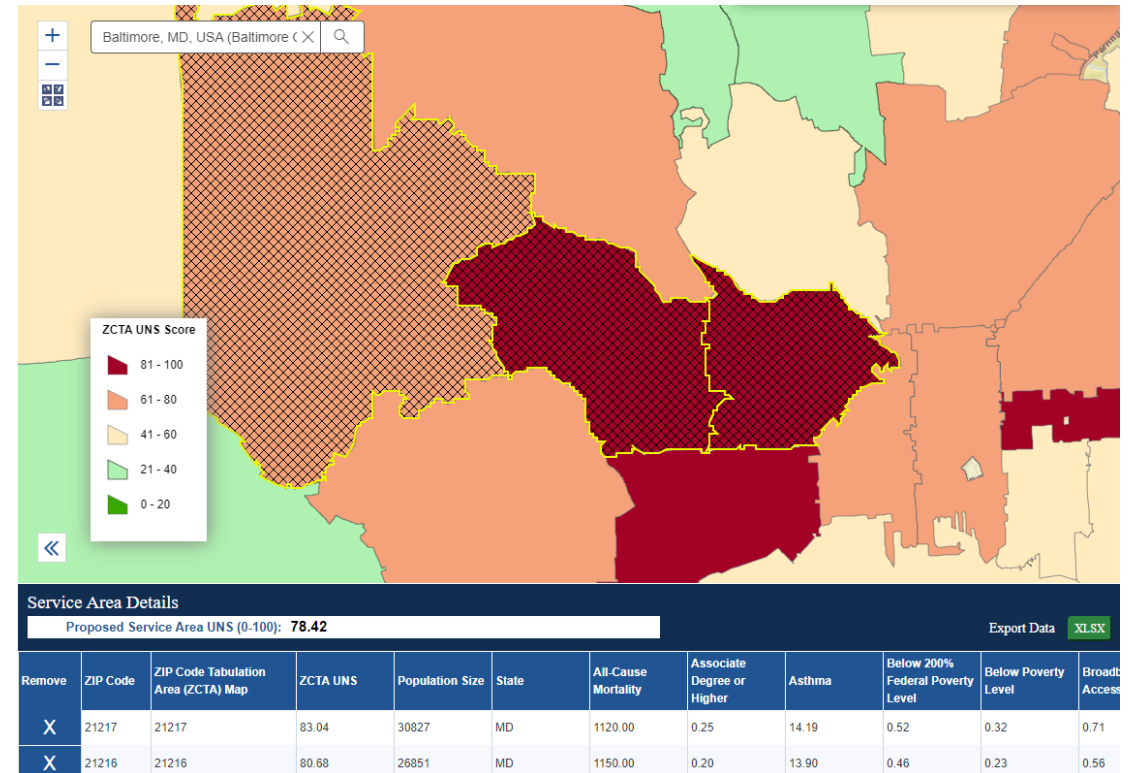 +
Baltimore, MD, USA (Baltimore (
−
ZCTA UNS Score
81 - 100
61 - 80
41 - 60
21 - 40
0 - 20
Service Area Details
Proposed Service Area UNS (0-100): 78.42
Export Data XLSX
Remove ZIP Code ZIP Code Tabulation Area (ZCTA) Map ZCTA UNS Population Size State All-Cause Mortality Associate Degree or Higher Asthma Below 200% Federal Poverty Level Below Poverty Level Broadb Access
X 21217 21217 83.04 30827 MD 1120.00 0.25 14.19 0.52 0.32 0.71
X 21216 21216 80.68 26851 MD 1150.00 0.20 13.90 0.46 0.23 0.56